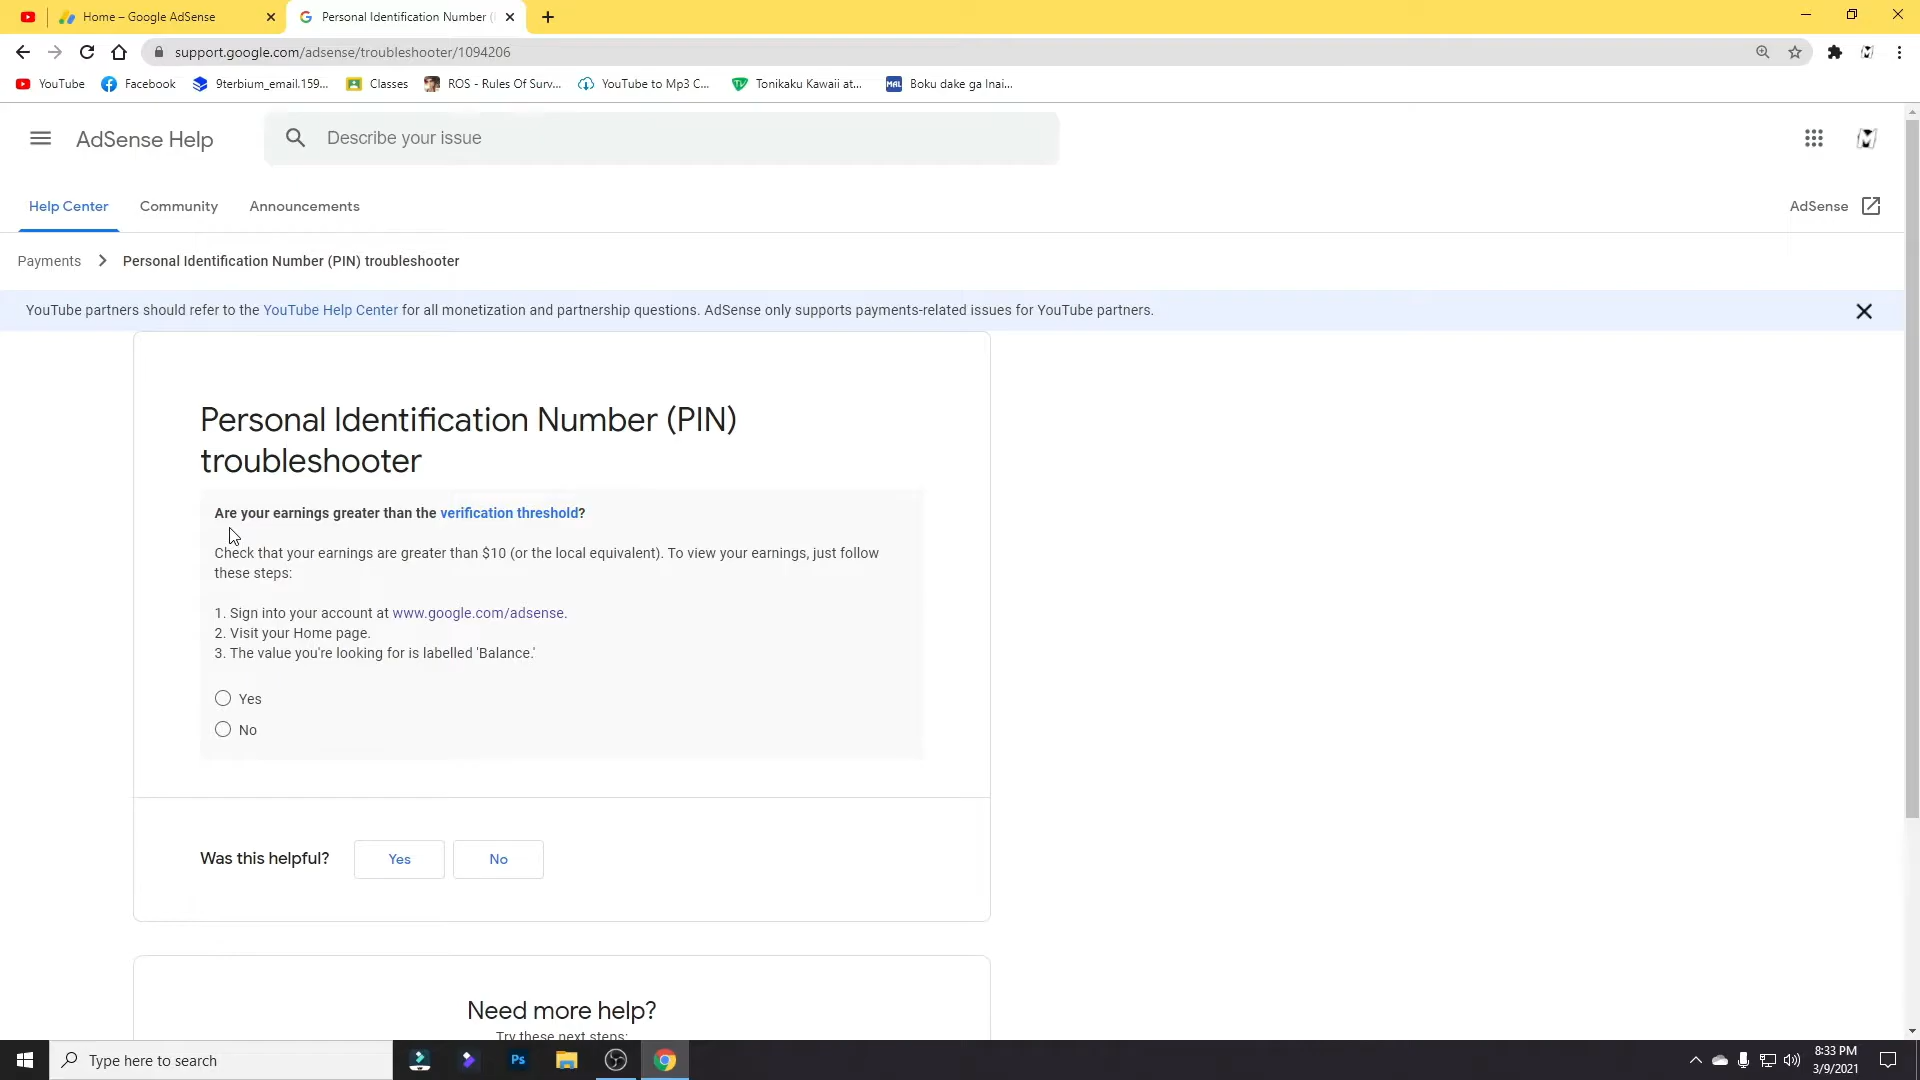 Home – Google AdSense
Personal Identification Number (
support.google.com/adsense/troubleshooter/1094206
YouTube
Facebook
9terbium_email.159...
Classes
ROS - Rules Of Surv...
YouTube to Mp3 C...
Tonikaku Kawaii at...
MAL
Boku dake ga Inai...
AdSense Help
Describe your issue
Help Center
Community
Announcements
AdSense
Payments
Personal Identification Number (PIN) troubleshooter
YouTube partners should refer to the YouTube Help Center for all monetization and partnership questions. AdSense only supports payments-related issues for YouTube partners.
Personal Identification Number (PIN)
troubleshooter
Are your earnings greater than the verification threshold?
Check that your earnings are greater than $10 (or the local equivalent). To view your earnings, just follow
these steps:
1. Sign into your account at www.google.com/adsense.
2. Visit your Home page.
3. The value you're looking for is labelled 'Balance.'
Yes
No
Was this helpful?
Yes
No
Need more help?
Try these next steps:
Type here to search
Ps
8:33 PM
3/9/2021